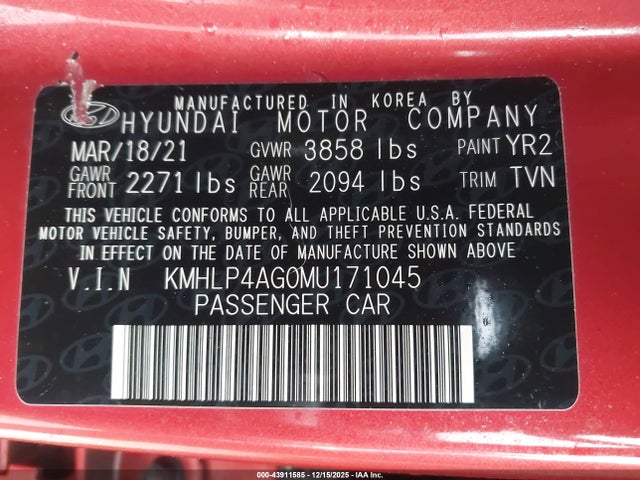 MANUFACTURED IN KOREA BY
HYUNDAI MOTOR COMPANY
MAR/18/21 GVWR 3858 lbs PAINT YR2
GAWR FRONT 2271 lbs GAWR REAR 2094 lbs TRIM TVN
THIS VEHICLE CONFORMS TO ALL APPLICABLE U.S.A. FEDERAL
MOTOR VEHICLE SAFETY, BUMPER, AND THEFT PREVENTION STANDARDS
IN EFFECT ON THE DATE OF MANUFACTURE SHOWN ABOVE
V.I.N KMHLP4AG0MU171045
PASSENGER CAR
000-43911585 - 12/15/2025 - IAA Inc.